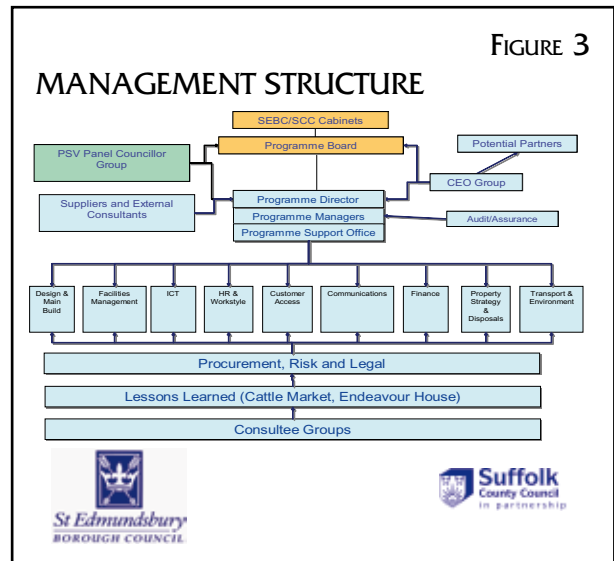 FIGURE 3
MANAGEMENT STRUCTURE
SEBC/SCC Cabinets
Programme Board
PSV Panel Councillor
Group
Potential Partners
CEO Group
Suppliers and External
Consultants
Programme Director
Programme Managers
Programme Support Office
Audit/Assurance
Design &
Main
Build
Facilities
Management
ICT
HR &
Workstyle
Customer
Access
Communications
Finance
Property
Strategy
&
Disposals
Transport &
Environment
Procurement, Risk and Legal
Lessons Learned (Cattle Market, Endeavour House)
Consultee Groups
St Edmundsbury
BOROUGH COUNCIL
Suffolk
County Council
in partnership